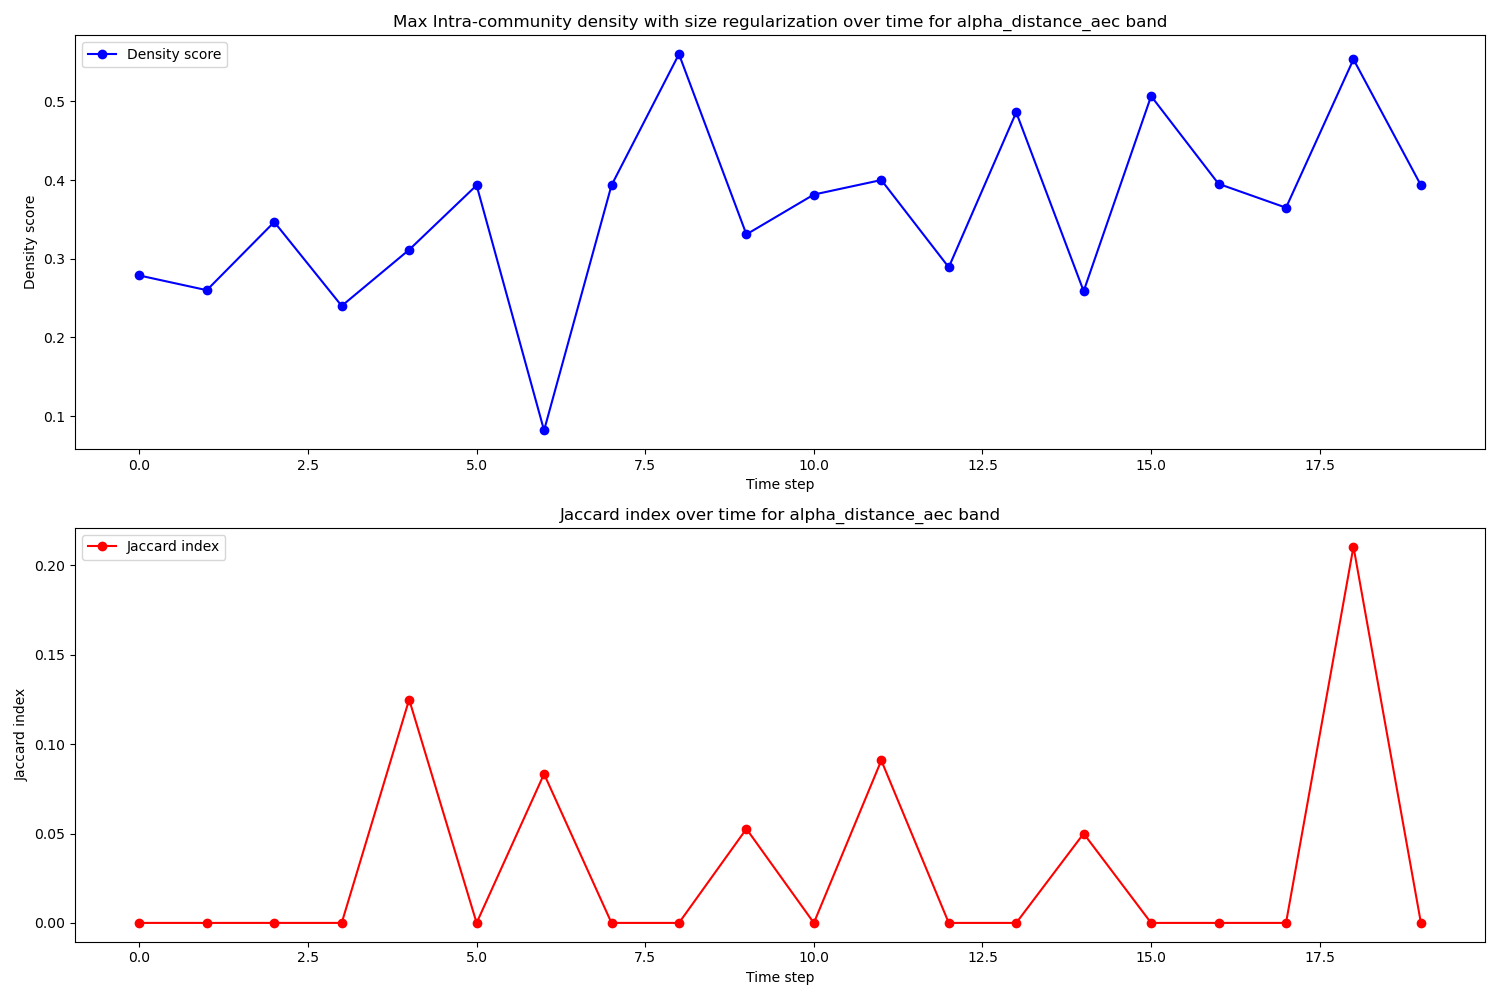 Max Intra-community density with size regularization over time for alpha_distance_aec band
Density score
Density score
0.5
0.4
0.3
0.2
0.1
0.0 2.5 5.0 7.5 10.0 12.5 15.0 17.5
Time step
Jaccard index over time for alpha_distance_aec band
Jaccard index
Jaccard index
0.20
0.15
0.10
0.05
0.00
0.0 2.5 5.0 7.5 10.0 12.5 15.0 17.5
Time step